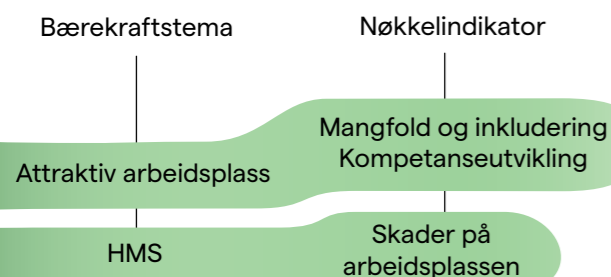 Bærekraftstema
Nøkkelindikator
Attraktiv arbeidsplass
Mangfold og inkludering
Kompetanseutvikling
HMS
Skader på
arbeidsplassen